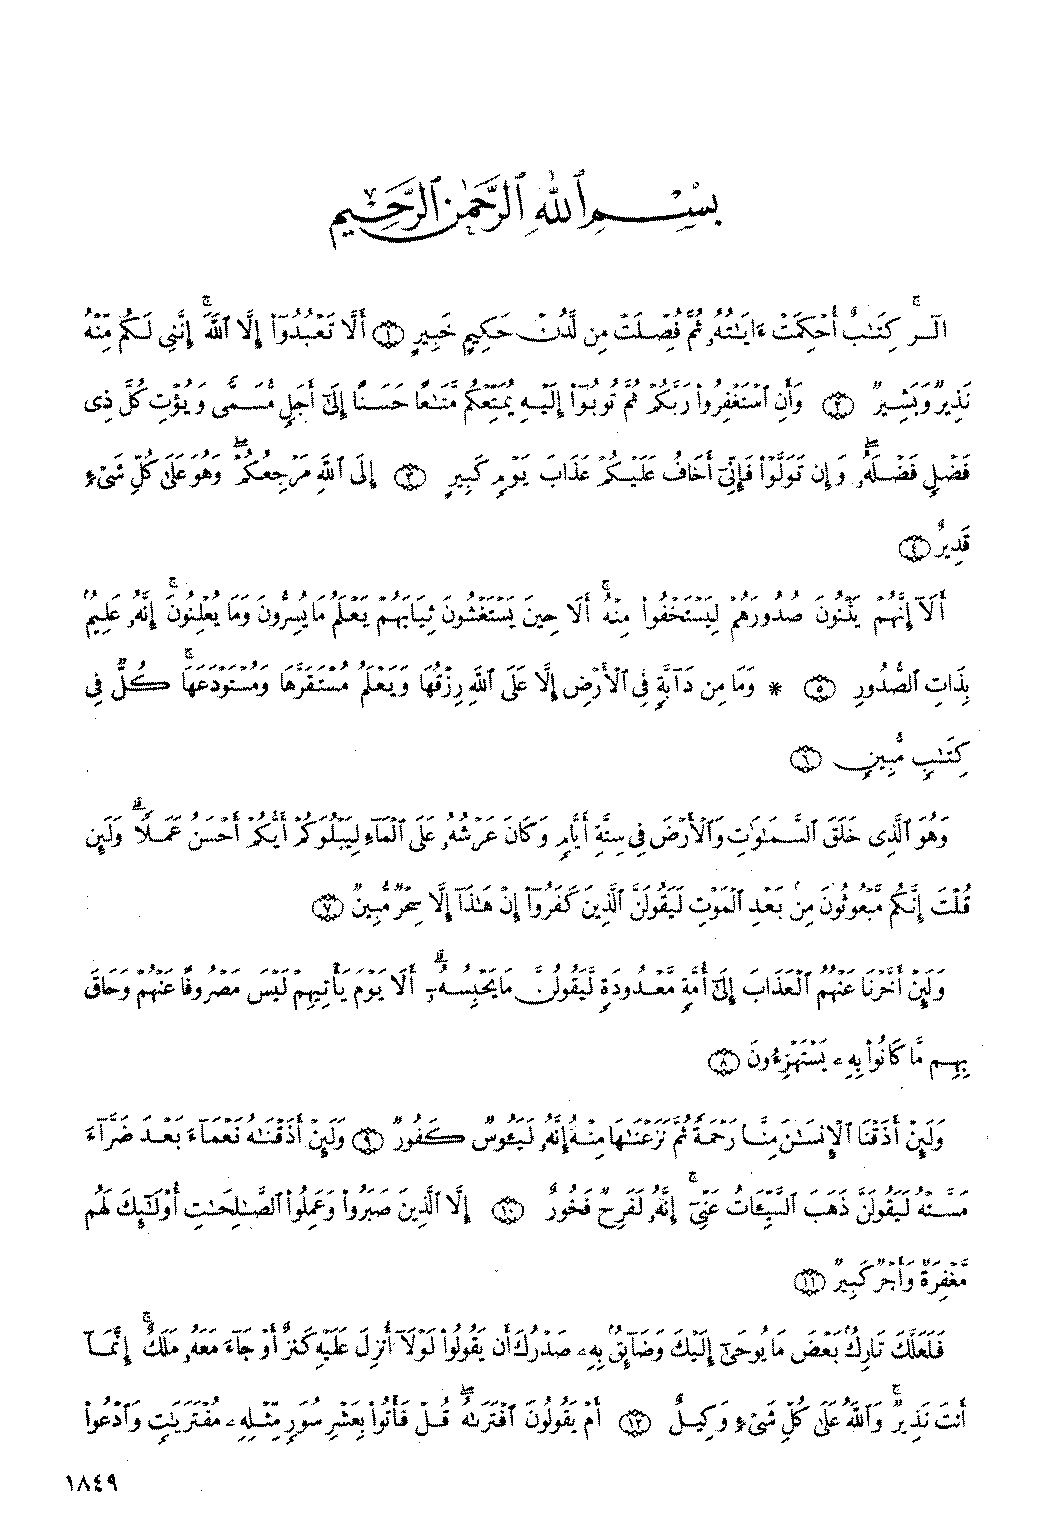 بِسْمِ ٱللَّهِ ٱلرَّحْمَٰنِ ٱلرَّحِيمِ
الٓرۚ كِتَٰبٌ أُحْكِمَتْ ءَايَٰتُهُۥ ثُمَّ فُصِّلَتْ مِن لَّدُنْ حَكِيمٍ خَبِيرٍ ﴿١﴾ أَلَّا تَعْبُدُوٓا۟ إِلَّا ٱللَّهَۚ إِنَّنِى لَكُم مِّنْهُ
نَذِيرٌ وَبَشِيرٌ ﴿٢﴾ وَأَنِ ٱسْتَغْفِرُوا۟ رَبَّكُمْ ثُمَّ تُوبُوٓا۟ إِلَيْهِ يُمَتِّعْكُم مَّتَٰعًا حَسَنًا إِلَىٰٓ أَجَلٍ مُّسَمًّى وَيُؤْتِ كُلَّ ذِى
فَضْلٍ فَضْلَهُۥۖ وَإِن تَوَلَّوْا۟ فَإِنِّىٓ أَخَافُ عَلَيْكُمْ عَذَابَ يَوْمٍ كَبِيرٍ ﴿٣﴾ إِلَى ٱللَّهِ مَرْجِعُكُمْۖ وَهُوَ عَلَىٰ كُلِّ شَىْءٍ
قَدِيرٌ ﴿٤﴾
أَلَآ إِنَّهُمْ يَثْنُونَ صُدُورَهُمْ لِيَسْتَخْفُوا۟ مِنْهُۚ أَلَا حِينَ يَسْتَغْشُونَ ثِيَابَهُمْ يَعْلَمُ مَا يُسِرُّونَ وَمَا يُعْلِنُونَۚ إِنَّهُۥ عَلِيمٌۢ
بِذَاتِ ٱلصُّدُورِ ﴿٥﴾ * وَمَا مِن دَآبَّةٍ فِى ٱلْأَرْضِ إِلَّا عَلَى ٱللَّهِ رِزْقُهَا وَيَعْلَمُ مُسْتَقَرَّهَا وَمُسْتَوْدَعَهَاۚ كُلٌّ فِى
كِتَٰبٍ مُّبِينٍ ﴿٦﴾
وَهُوَ ٱلَّذِى خَلَقَ ٱلسَّمَٰوَٰتِ وَٱلْأَرْضَ فِى سِتَّةِ أَيَّامٍ وَكَانَ عَرْشُهُۥ عَلَى ٱلْمَآءِ لِيَبْلُوَكُمْ أَيُّكُمْ أَحْسَنُ عَمَلًاۗ وَلَئِن
قُلْتَ إِنَّكُم مَّبْعُوثُونَ مِنۢ بَعْدِ ٱلْمَوْتِ لَيَقُولَنَّ ٱلَّذِينَ كَفَرُوٓا۟ إِنْ هَٰذَآ إِلَّا سِحْرٌ مُّبِينٌ ﴿٧﴾
وَلَئِنْ أَخَّرْنَا عَنْهُمُ ٱلْعَذَابَ إِلَىٰٓ أُمَّةٍ مَّعْدُودَةٍ لَّيَقُولُنَّ مَا يَحْبِسُهُۥٓۗ أَلَا يَوْمَ يَأْتِيهِمْ لَيْسَ مَصْرُوفًا عَنْهُمْ وَحَاقَ
بِهِم مَّا كَانُوا۟ بِهِۦ يَسْتَهْزِءُونَ ﴿٨﴾
وَلَئِنْ أَذَقْنَا ٱلْإِنسَٰنَ مِنَّا رَحْمَةً ثُمَّ نَزَعْنَٰهَا مِنْهُ إِنَّهُۥ لَيَـُٔوسٌ كَفُورٌ ﴿٩﴾ وَلَئِنْ أَذَقْنَٰهُ نَعْمَآءَ بَعْدَ ضَرَّآءَ
مَسَّتْهُ لَيَقُولَنَّ ذَهَبَ ٱلسَّيِّـَٔاتُ عَنِّىٓۚ إِنَّهُۥ لَفَرِحٌ فَخُورٌ ﴿١٠﴾ إِلَّا ٱلَّذِينَ صَبَرُوا۟ وَعَمِلُوا۟ ٱلصَّٰلِحَٰتِ أُو۟لَٰٓئِكَ لَهُم
مَّغْفِرَةٌ وَأَجْرٌ كَبِيرٌ ﴿١١﴾
فَلَعَلَّكَ تَارِكٌۢ بَعْضَ مَا يُوحَىٰٓ إِلَيْكَ وَضَآئِقٌۢ بِهِۦ صَدْرُكَ أَن يَقُولُوا۟ لَوْلَآ أُنزِلَ عَلَيْهِ كَنزٌ أَوْ جَآءَ مَعَهُۥ مَلَكٌۚ إِنَّمَآ
أَنتَ نَذِيرٌۚ وَٱللَّهُ عَلَىٰ كُلِّ شَىْءٍ وَكِيلٌ ﴿١٢﴾ أَمْ يَقُولُونَ ٱفْتَرَىٰهُۖ قُلْ فَأْتُوا۟ بِعَشْرِ سُوَرٍ مِّثْلِهِۦ مُفْتَرَيَٰتٍ وَٱدْعُوا۟
١٨٤٩